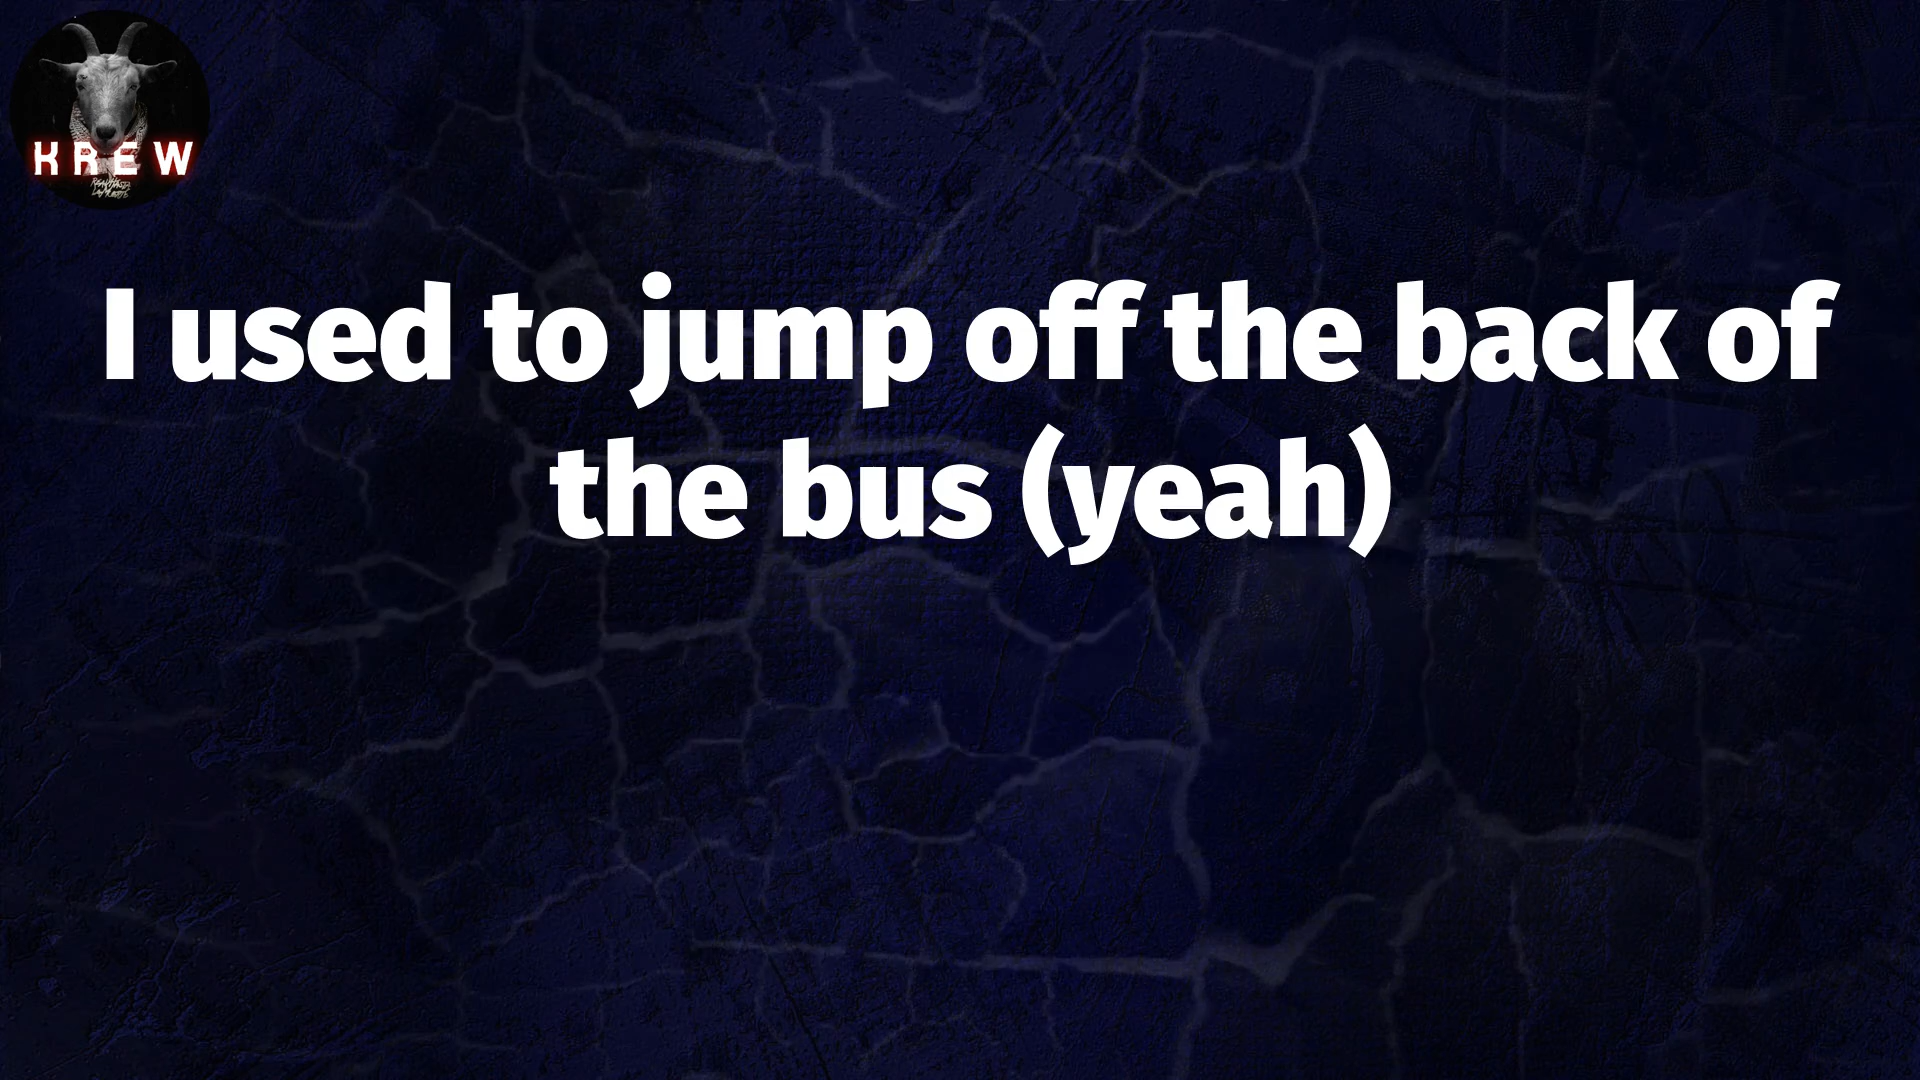 KREW
I used to jump off the back of
the bus (yeah)